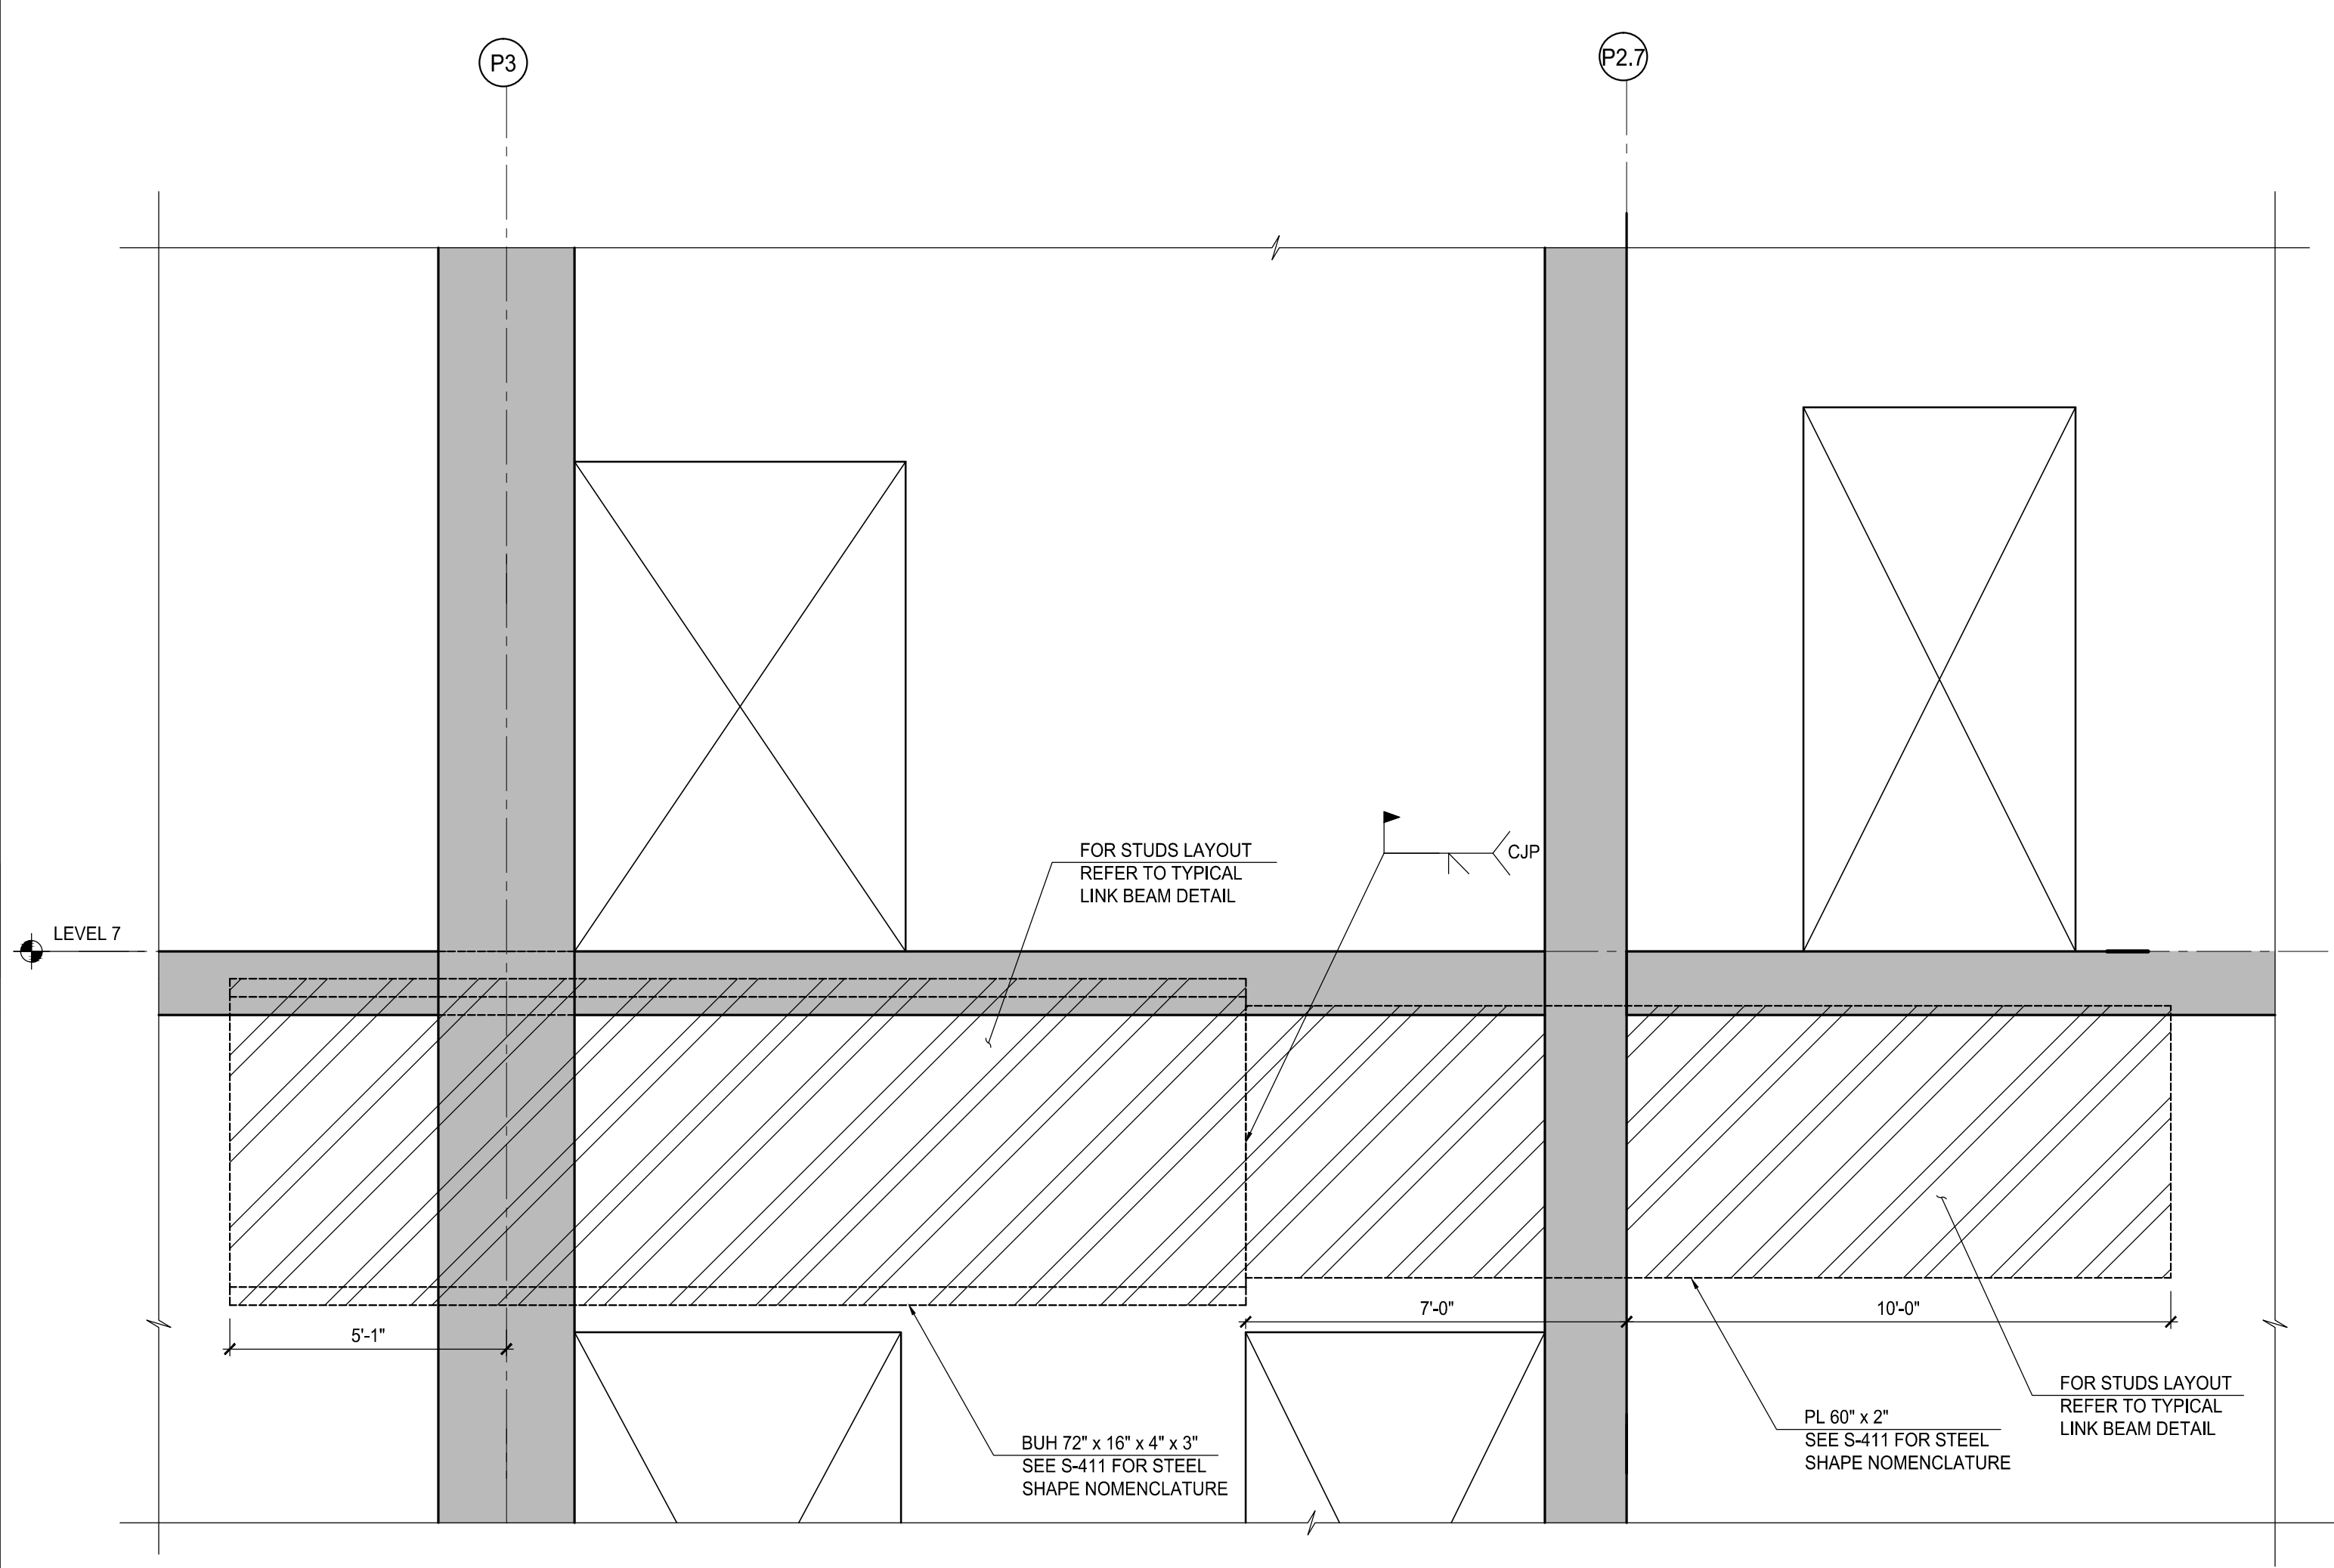 P3
P2.7
FOR STUDS LAYOUT
REFER TO TYPICAL
LINK BEAM DETAIL
CJP
LEVEL 7
7'-0"
10'-0"
5'-1"
FOR STUDS LAYOUT
REFER TO TYPICAL
LINK BEAM DETAIL
PL 60" x 2"
SEE S-411 FOR STEEL
SHAPE NOMENCLATURE
BUH 72" x 16" x 4" x 3"
SEE S-411 FOR STEEL
SHAPE NOMENCLATURE